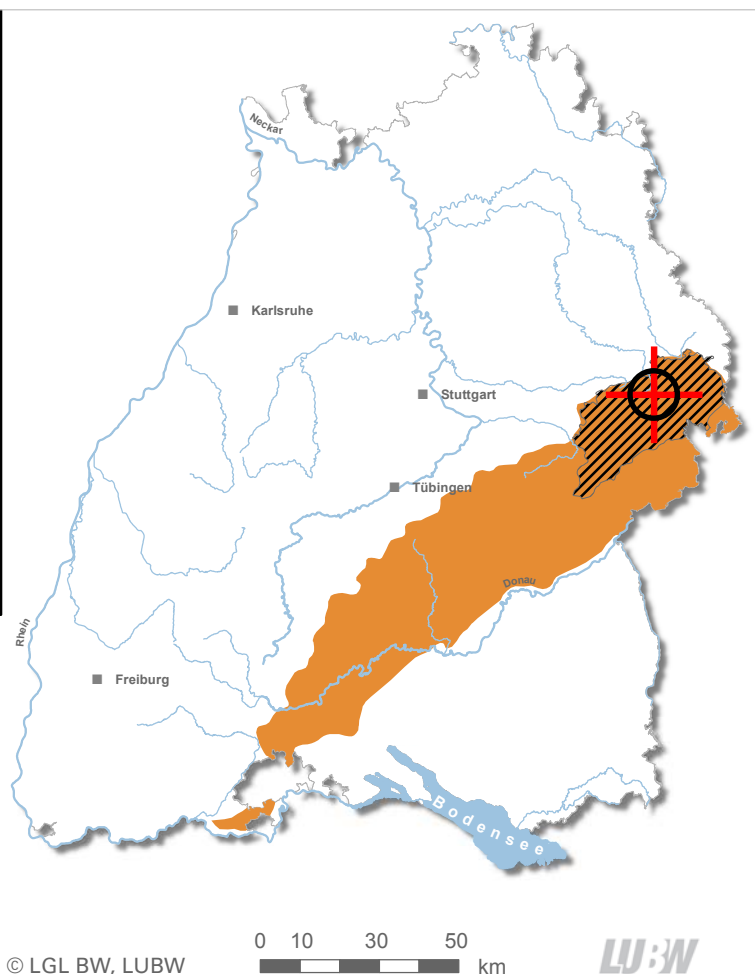 Neckar
Karlsruhe
Stuttgart
Tübingen
Donau
Rhein
Freiburg
Bodensee
0 10 30 50
km
© LGL BW, LUBW
LUBW